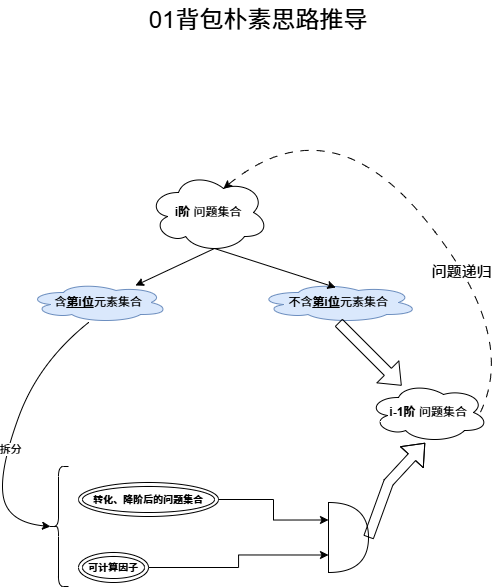 01背包朴素思路推导
i阶 问题集合
问题递归
含第i位元素集合
不含第i位元素集合
i-1阶 问题集合
拆分
转化、降阶后的问题集合
可计算因子